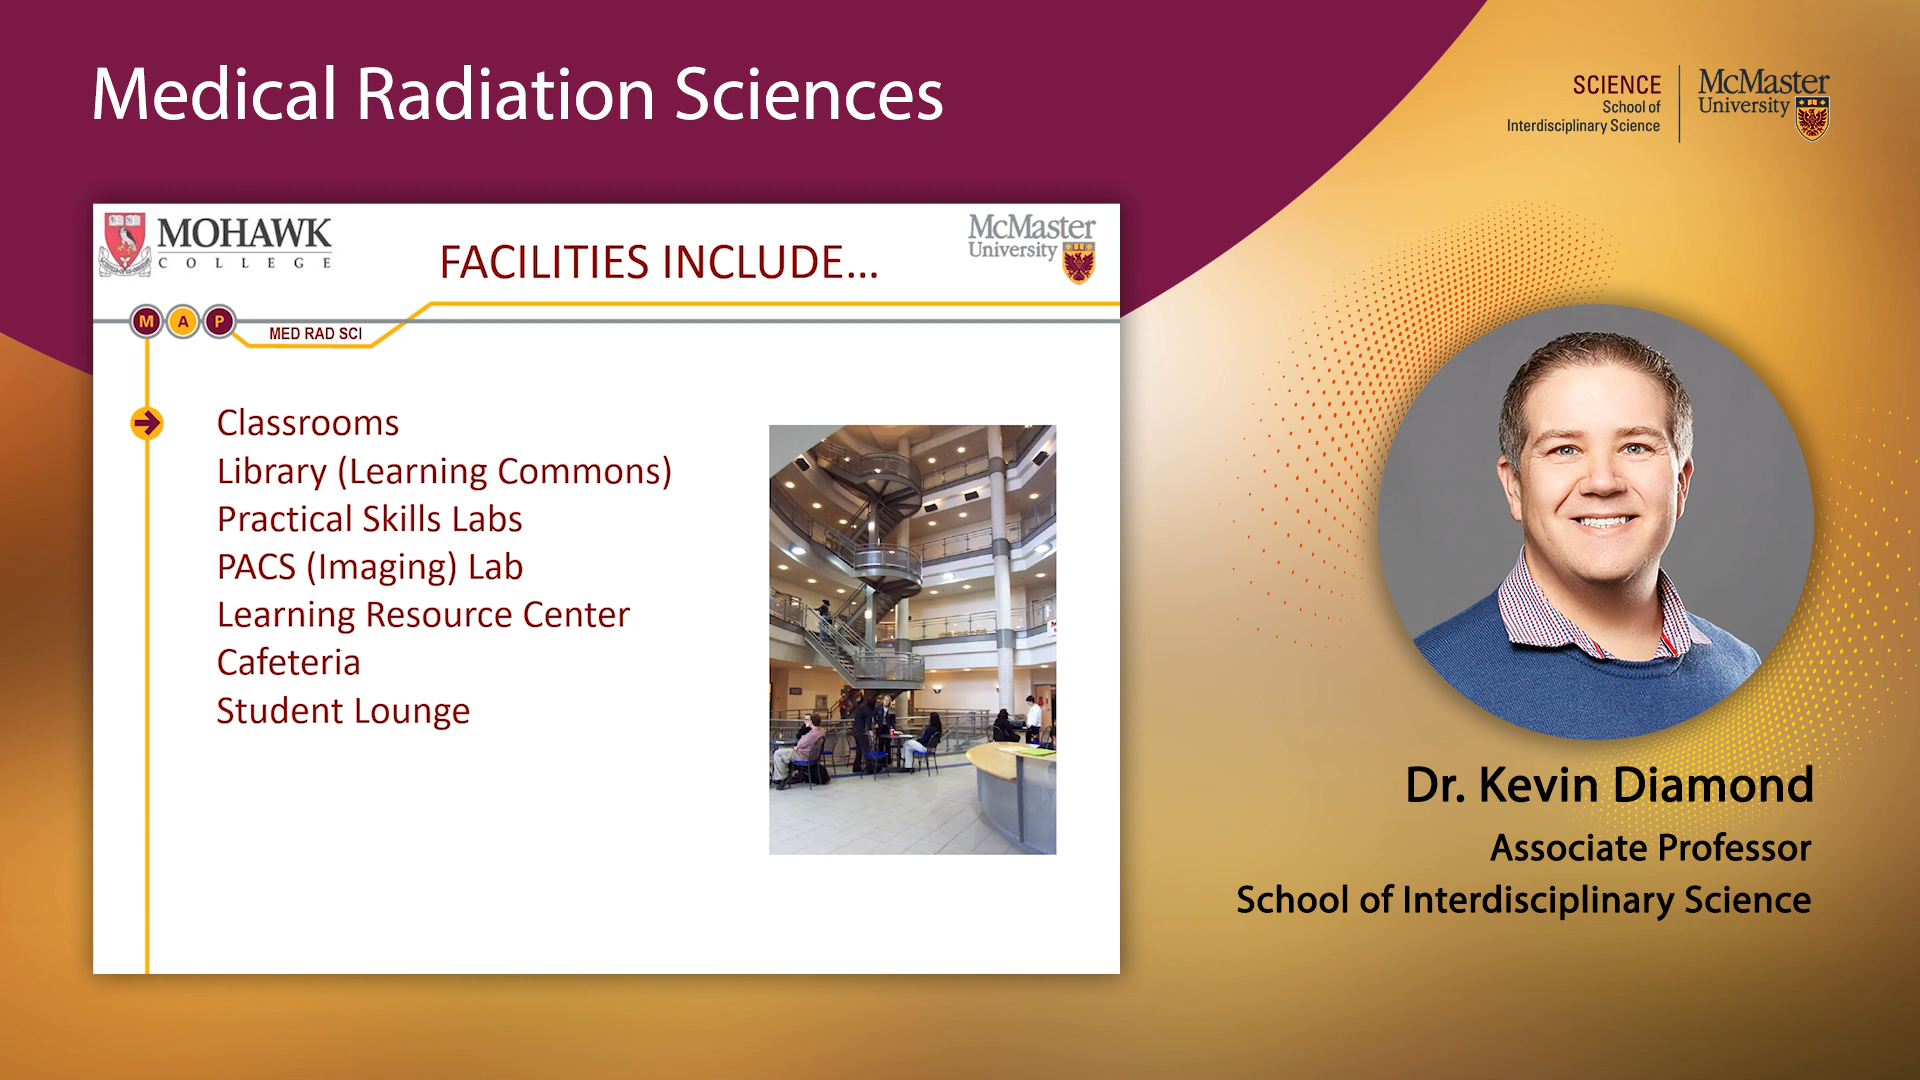 Medical Radiation Sciences
SCIENCE
School of
Interdisciplinary Science
McMaster
University
MOHAWK
COLLEGE
FACILITIES INCLUDE...
McMaster
University
M A P
MED RAD SCI
Classrooms
Library (Learning Commons)
Practical Skills Labs
PACS (Imaging) Lab
Learning Resource Center
Cafeteria
Student Lounge
Dr. Kevin Diamond
Associate Professor
School of Interdisciplinary Science